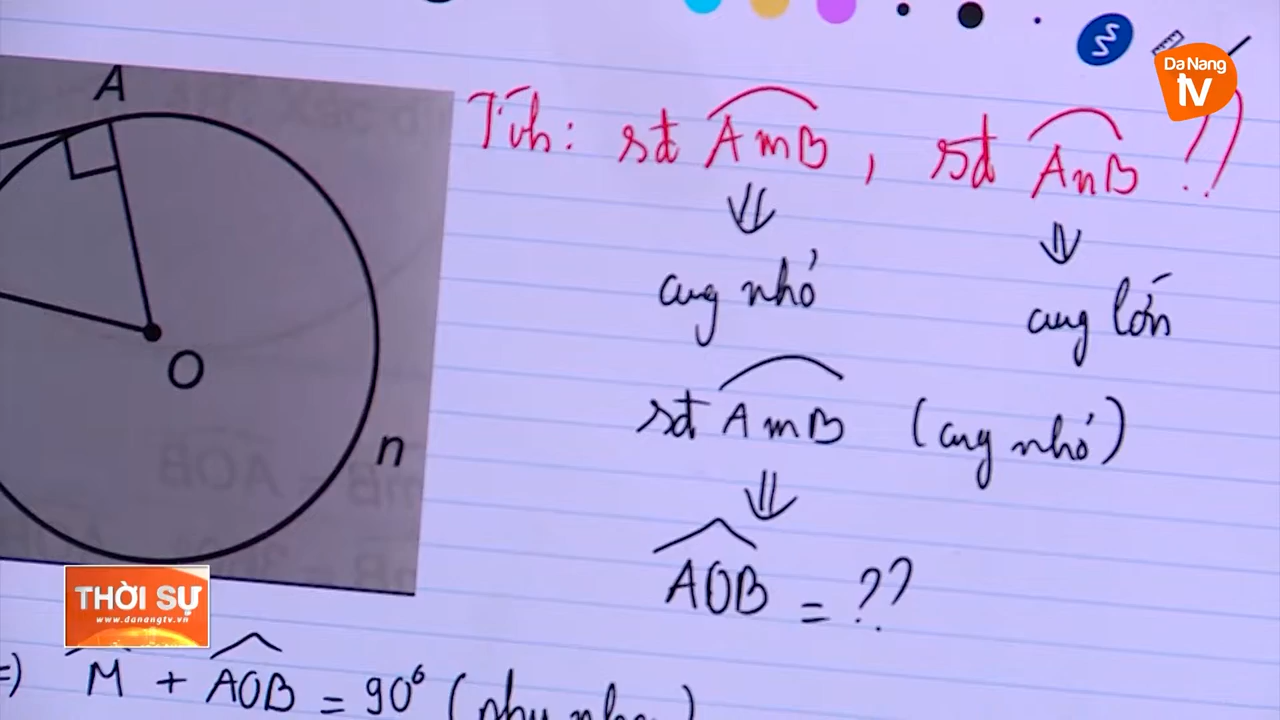 Da Nang
tv
A
O
n
Tính: sđ AmB, sđ AnB ??
⇓ ⇓
cung nhỏ cung lớn
sđ AmB (cung nhỏ)
⇓
AOB = ??
THỜI SỰ
www.danangtv.vn
=) M + AOB = 90° (phụ nhau)